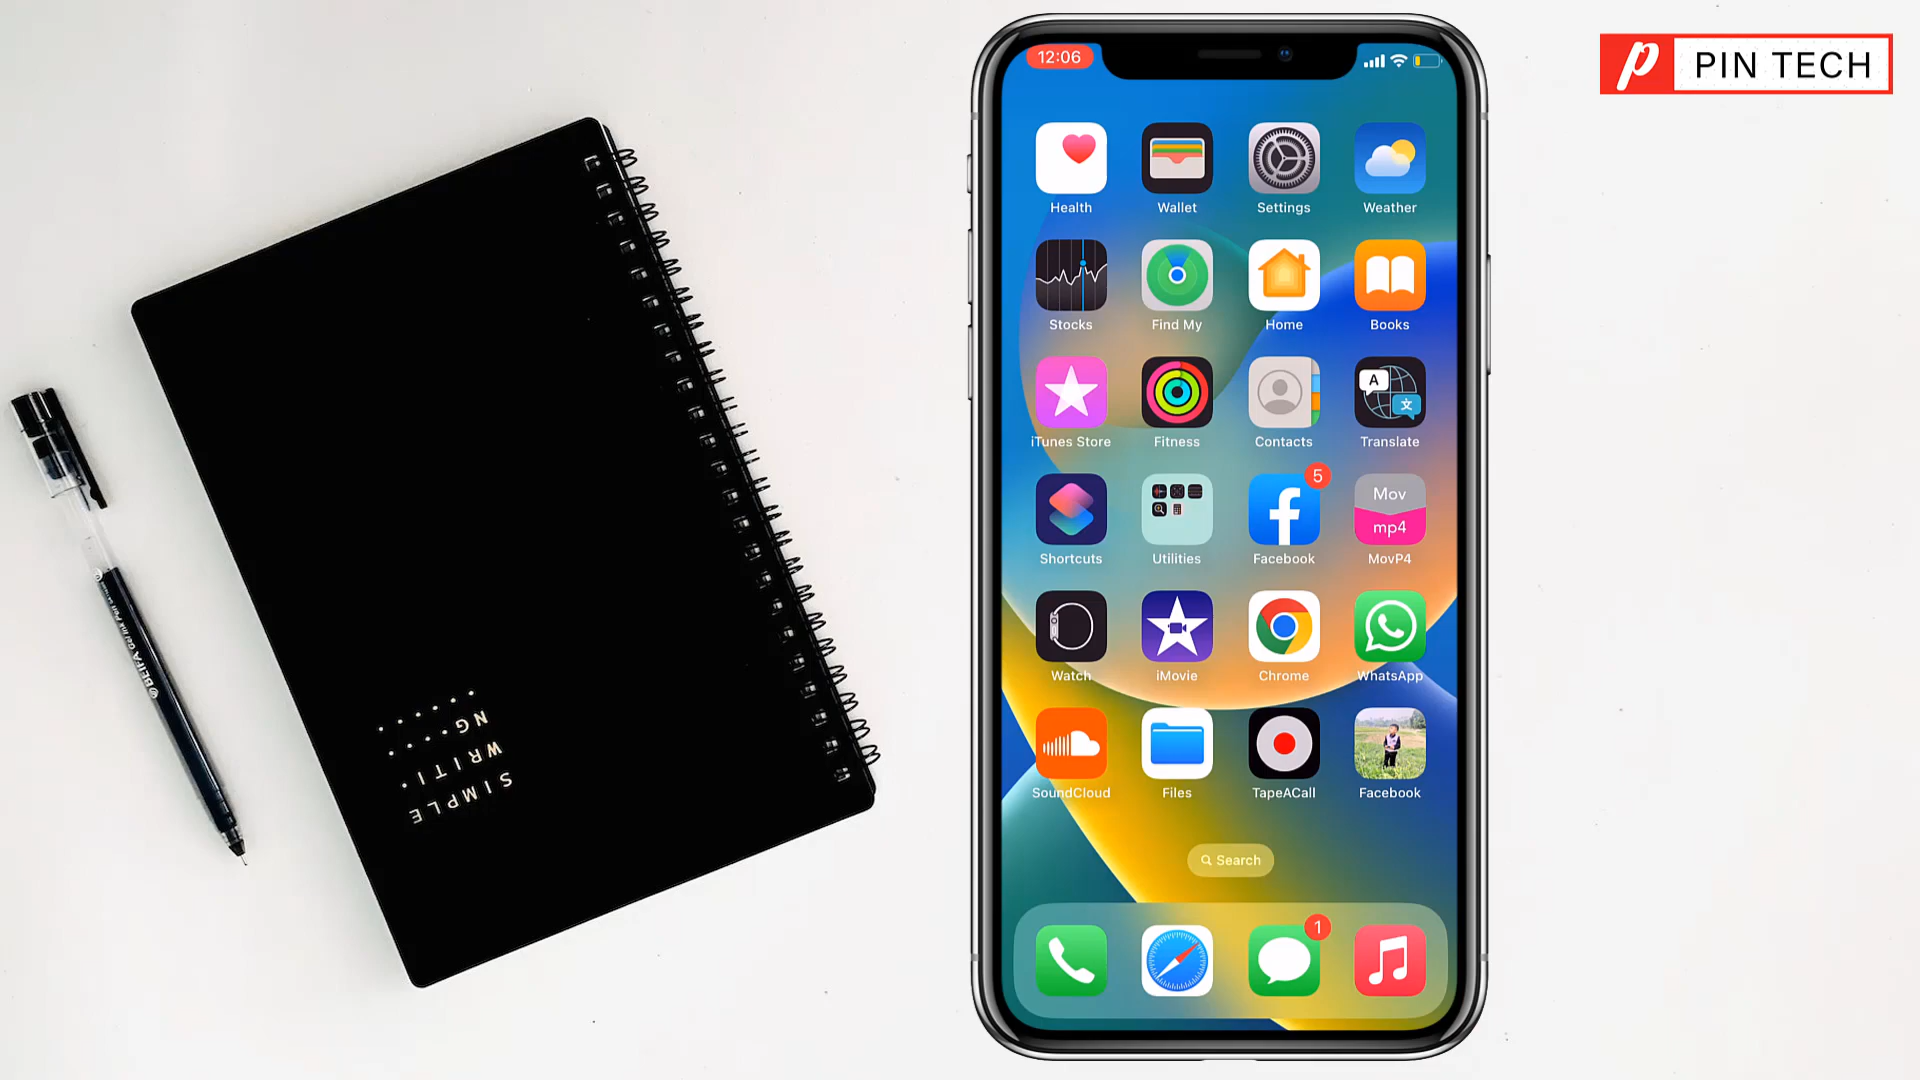 12:06
PIN TECH
Health
Wallet
Settings
Weather
Stocks
Find My
Home
Books
iTunes Store
Fitness
Contacts
A
文
Translate
Shortcuts
Utilities
5
Facebook
Mov
mp4
MovP4
Watch
iMovie
Chrome
WhatsApp
SoundCloud
Files
TapeACall
Facebook
Search
1
SIMPLE
WRITI
NG
BEIFA